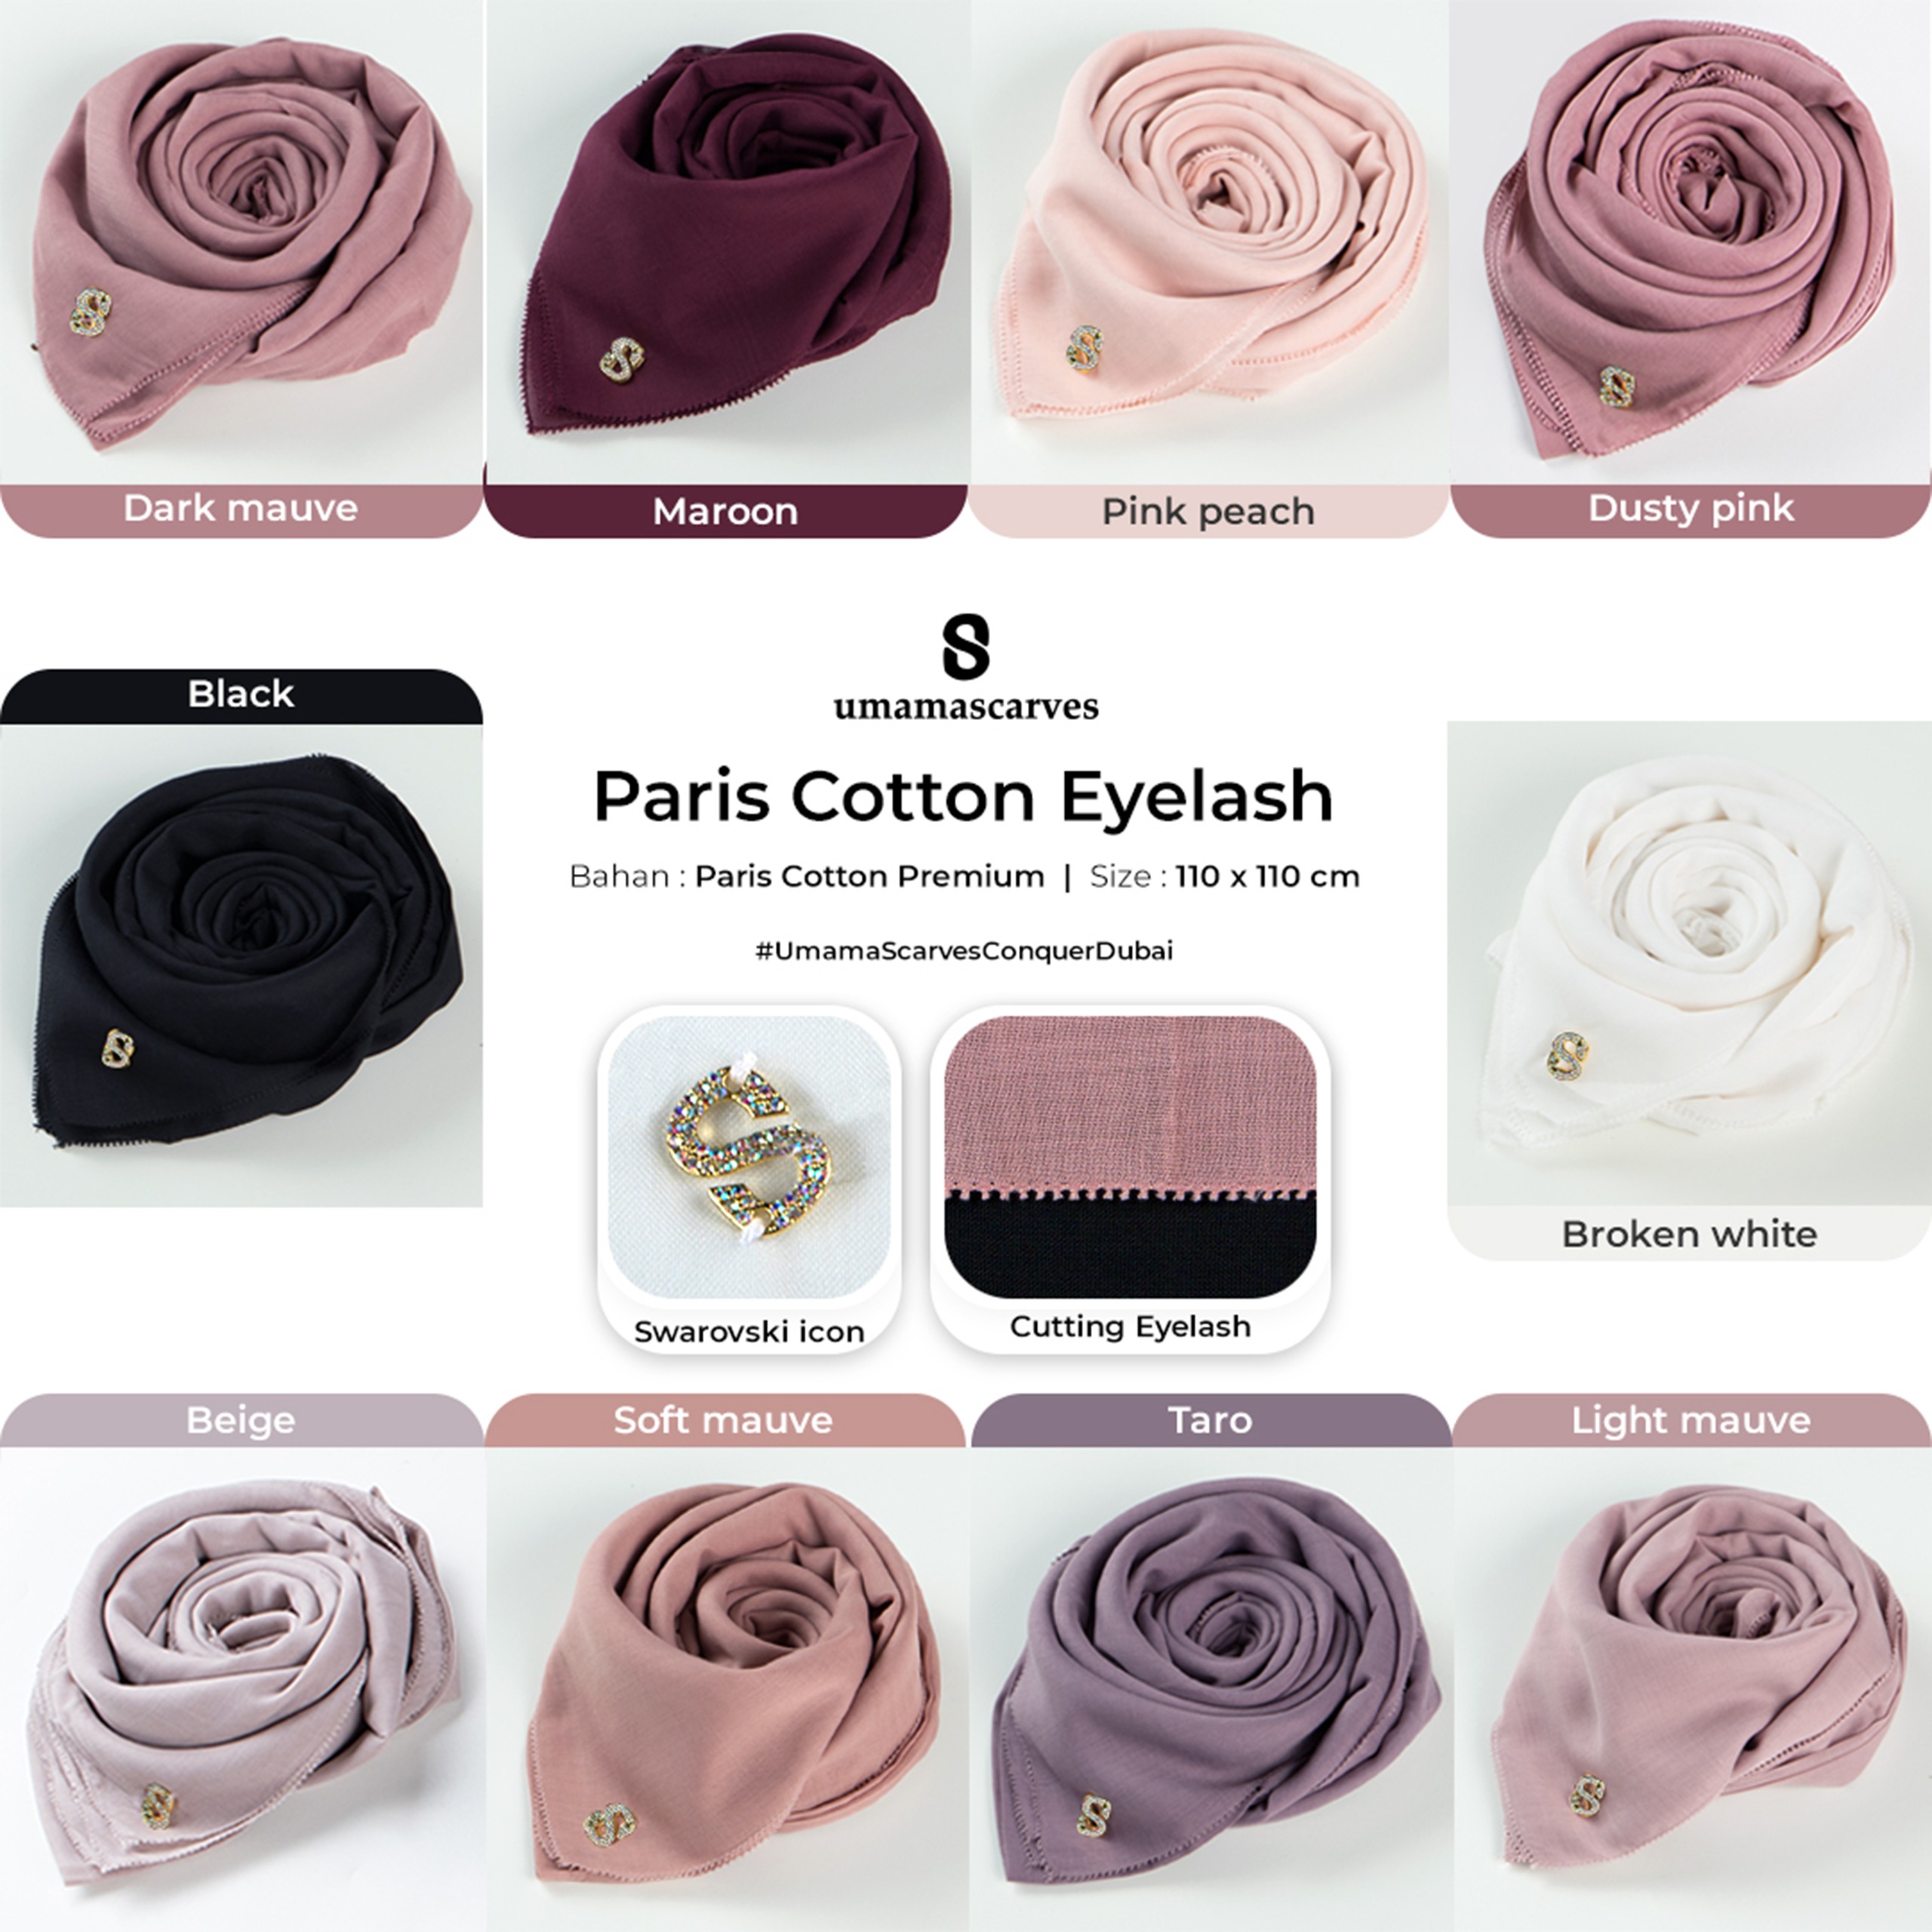 Dark mauve
Maroon
Pink peach
Dusty pink
Black
umamascarves
Paris Cotton Eyelash
Bahan : Paris Cotton Premium | Size : 110 x 110 cm
#UmamaScarvesConquerDubai
Swarovski icon
Cutting Eyelash
Broken white
Beige
Soft mauve
Taro
Light mauve